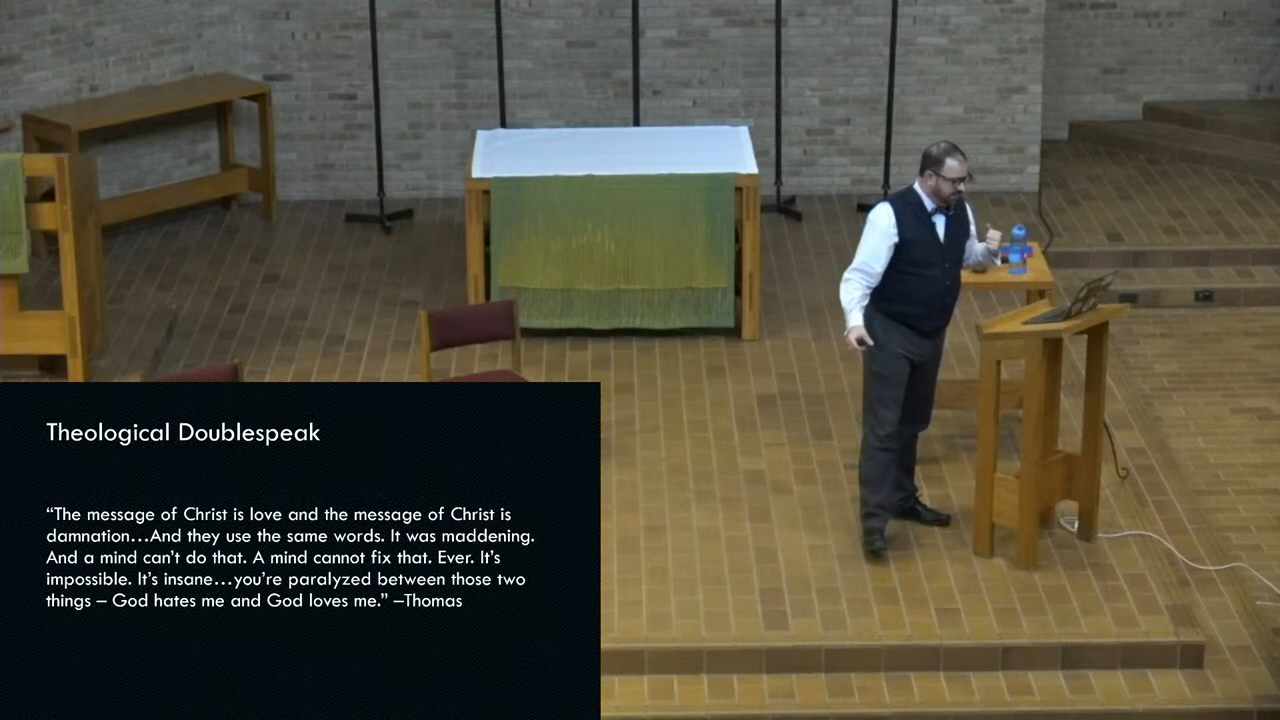 Theological Doublespeak
“The message of Christ is love and the message of Christ is
damnation…And they use the same words. It was maddening.
And a mind can’t do that. A mind cannot fix that. Ever. It’s
impossible. It’s insane…you’re paralyzed between those two
things – God hates me and God loves me.” –Thomas